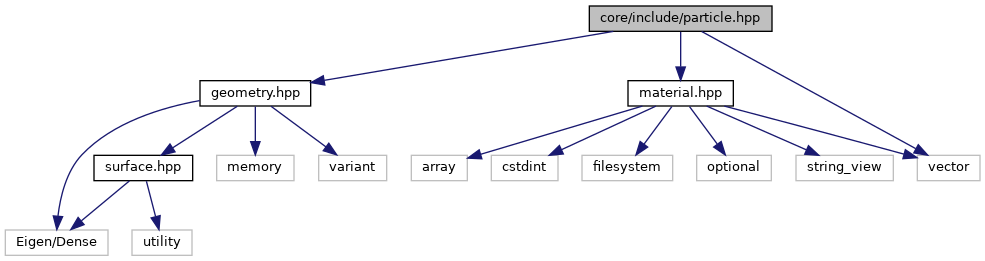 core/include/particle.hpp
geometry.hpp
material.hpp
surface.hpp
memory
variant
array
cstdint
filesystem
optional
string_view
vector
Eigen/Dense
utility